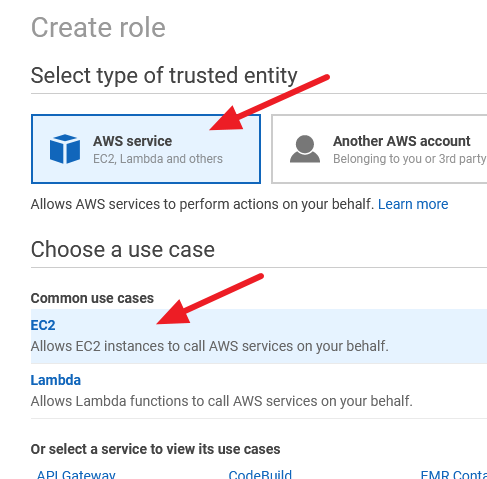 Create role
Select type of trusted entity
AWS service
EC2, Lambda and others
Another AWS account
Belonging to you or 3rd party
Allows AWS services to perform actions on your behalf. Learn more
Choose a use case
Common use cases
EC2
Allows EC2 instances to call AWS services on your behalf.
Lambda
Allows Lambda functions to call AWS services on your behalf.
Or select a service to view its use cases
API Gateway
CodeBuild
EMR Conta